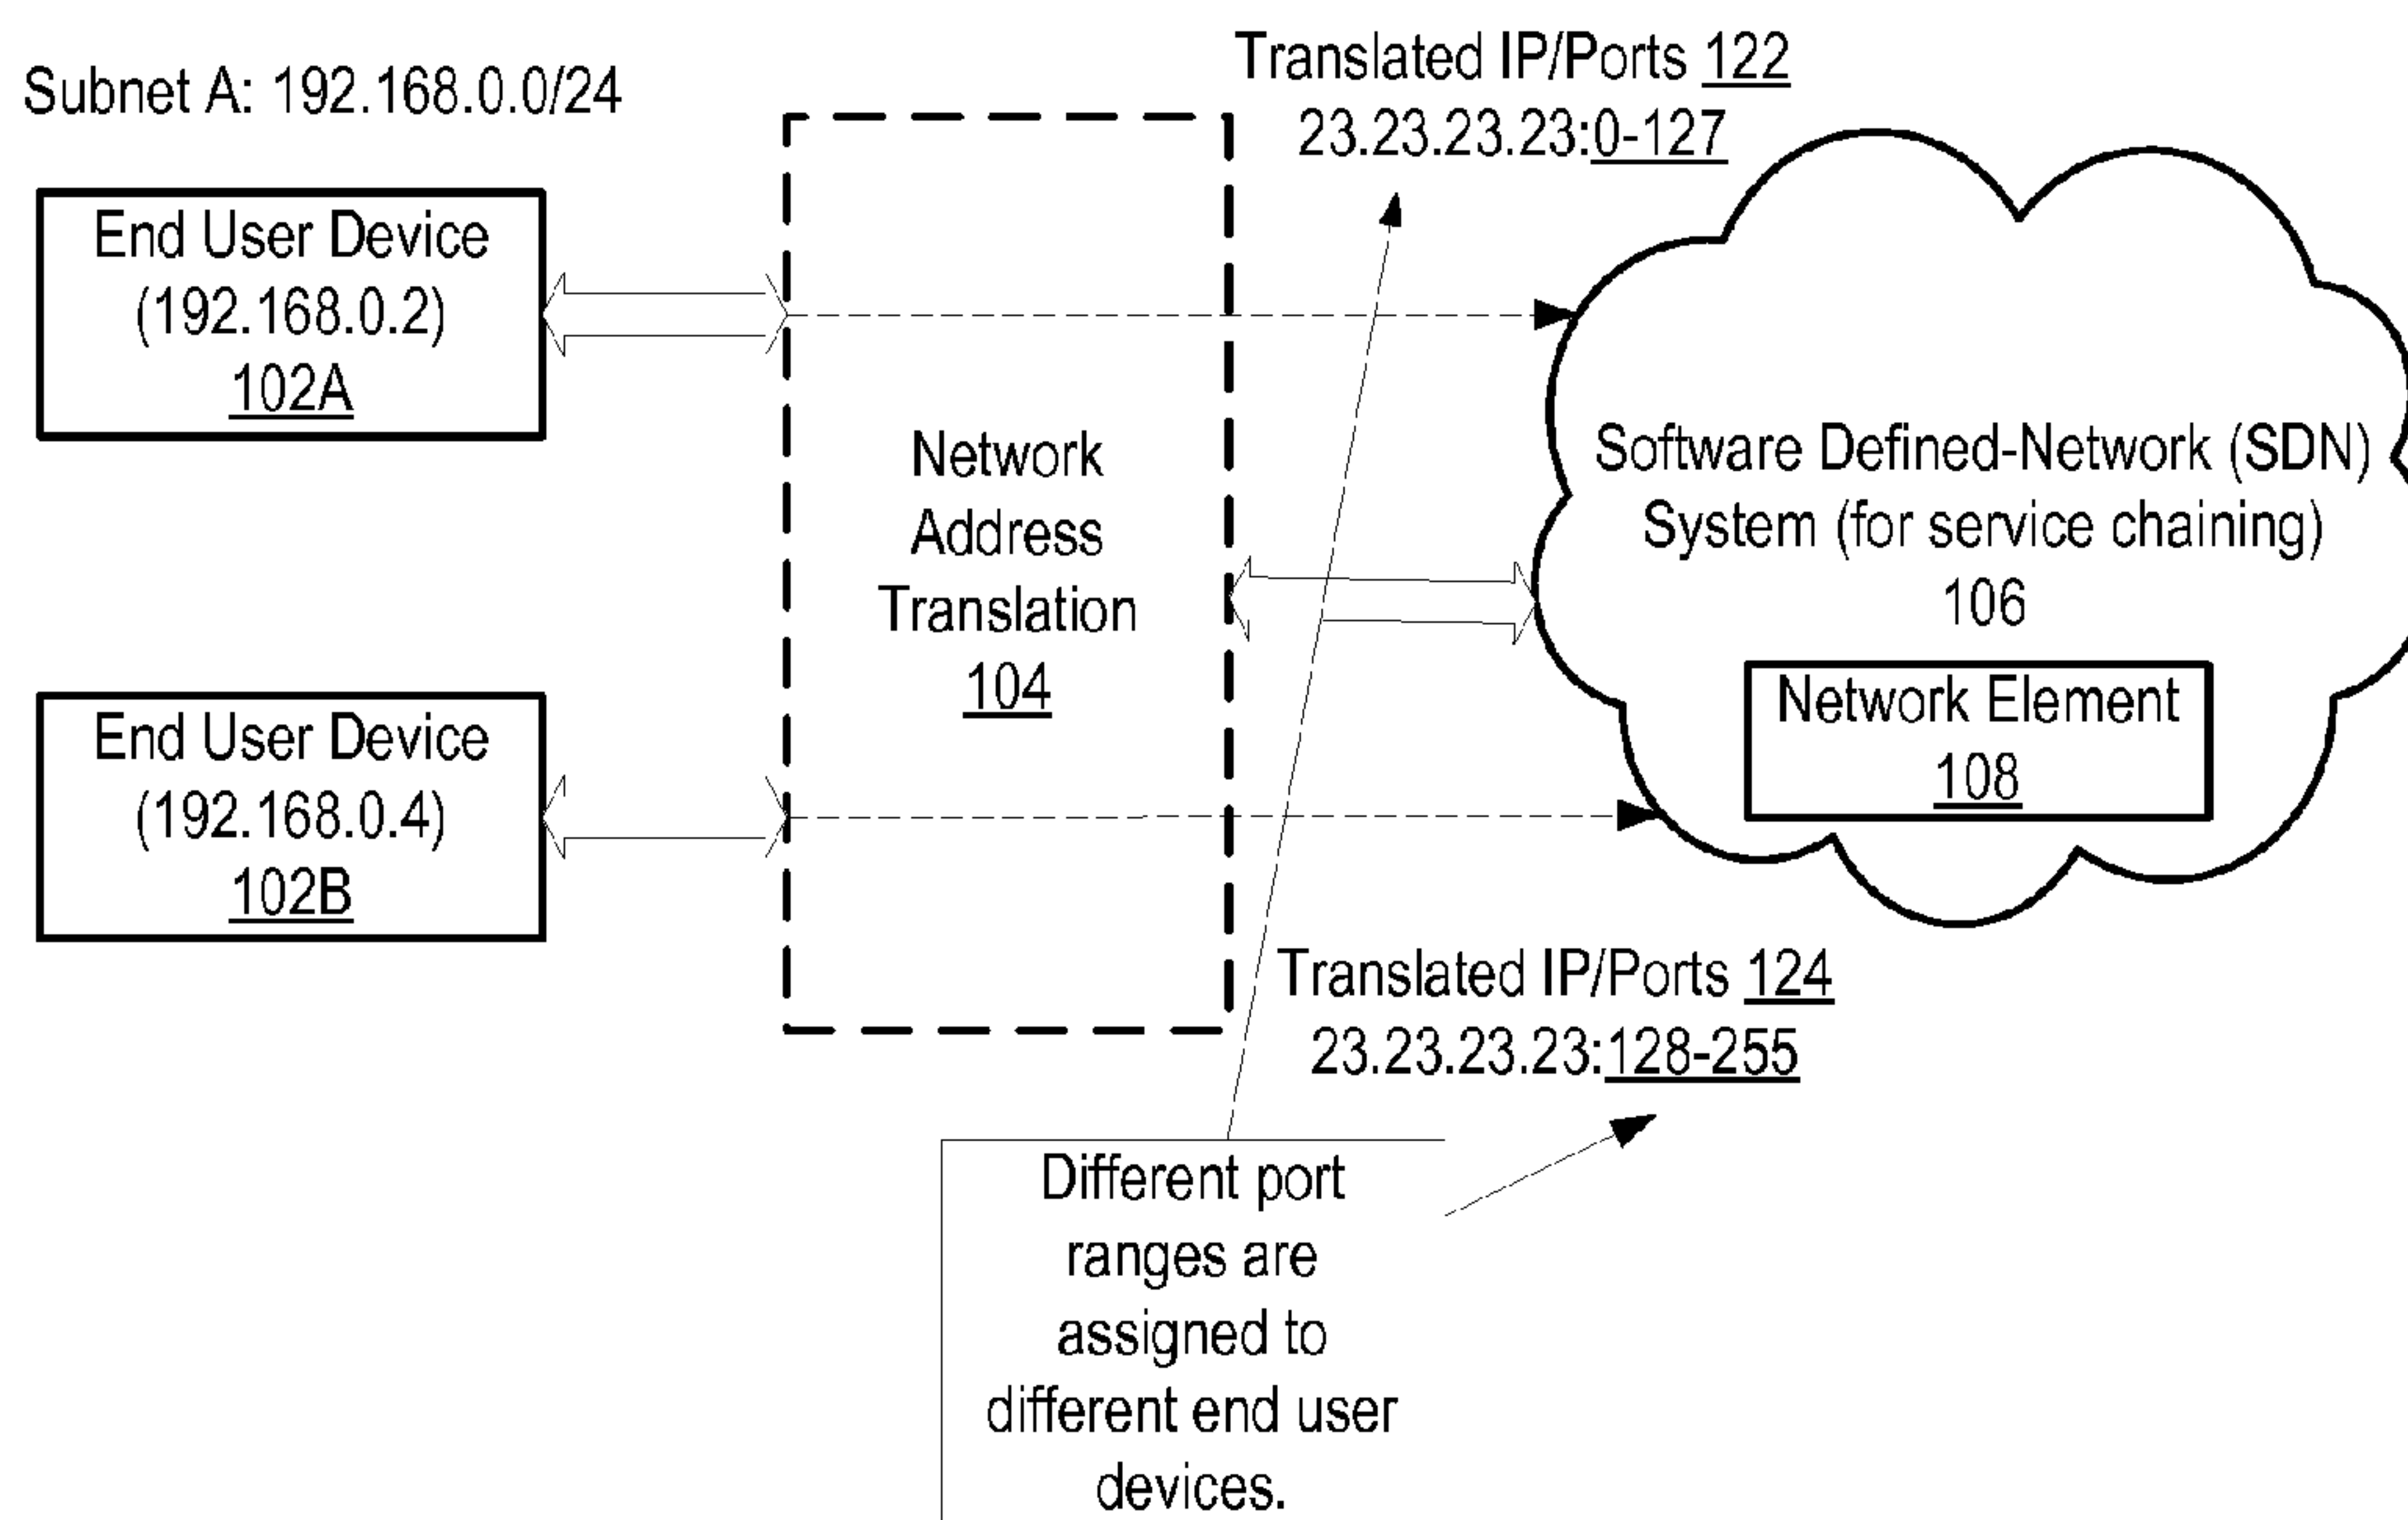 Subnet A: 192.168.0.0/24
Translated IP/Ports 122
23.23.23.23:0-127
End User Device
(192.168.0.2)
102A
Network
Address
Translation
104
Software Defined-Network (SDN)
System (for service chaining)
106
Network Element
108
End User Device
(192.168.0.4)
102B
Translated IP/Ports 124
23.23.23.23:128-255
Different port
ranges are
assigned to
different end user
devices.